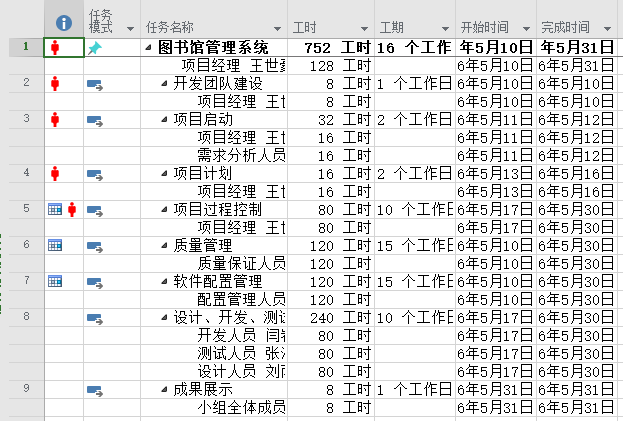 任务模式 任务名称 工时 工期 开始时间 完成时间
1 图书馆管理系统 752 工时 16 个工作 年5月10日 年5月31日
项目经理 王世 128 工时 6年5月10日 6年5月31日
2 开发团队建设 8 工时 1 个工作日 6年5月10日 6年5月10日
项目经理 王世 8 工时 6年5月10日 6年5月10日
3 项目启动 32 工时 2 个工作日 6年5月11日 6年5月12日
项目经理 王世 16 工时 6年5月11日 6年5月12日
需求分析人员 16 工时 6年5月11日 6年5月12日
4 项目计划 16 工时 2 个工作日 6年5月13日 6年5月16日
项目经理 王世 16 工时 6年5月13日 6年5月16日
5 项目过程控制 80 工时 10 个工作日 6年5月17日 6年5月30日
项目经理 王世 80 工时 6年5月17日 6年5月30日
6 质量管理 120 工时 15 个工作日 6年5月10日 6年5月30日
质量保证人员 120 工时 6年5月10日 6年5月30日
7 软件配置管理 120 工时 15 个工作日 6年5月10日 6年5月30日
配置管理人员 120 工时 6年5月10日 6年5月30日
8 设计、开发、测试 240 工时 10 个工作日 6年5月17日 6年5月30日
开发人员 闫 80 工时 6年5月17日 6年5月30日
测试人员 张 80 工时 6年5月17日 6年5月30日
设计人员 刘 80 工时 6年5月17日 6年5月30日
9 成果展示 8 工时 1 个工作日 6年5月31日 6年5月31日
小组全体成员 8 工时 6年5月31日 6年5月31日